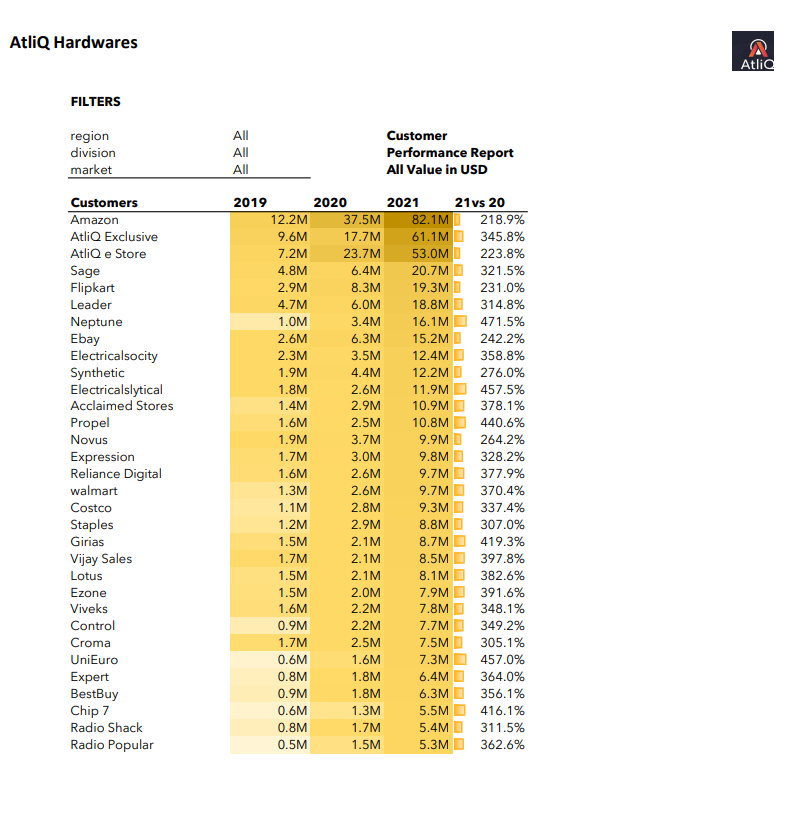 AtliQ Hardwares
AtliQ
FILTERS
region All Customer
division All Performance Report
market All All Value in USD
Customers 2019 2020 2021 21vs 20
Amazon 12.2M 37.5M 82.1M 218.9%
AtliQ Exclusive 9.6M 17.7M 61.1M 345.8%
AtliQ e Store 7.2M 23.7M 53.0M 223.8%
Sage 4.8M 6.4M 20.7M 321.5%
Flipkart 2.9M 8.3M 19.3M 231.0%
Leader 4.7M 6.0M 18.8M 314.8%
Neptune 1.0M 3.4M 16.1M 471.5%
Ebay 2.6M 6.3M 15.2M 242.2%
Electricalsocity 2.3M 3.5M 12.4M 358.8%
Synthetic 1.9M 4.4M 12.2M 276.0%
Electricalslytical 1.8M 2.6M 11.9M 457.5%
Acclaimed Stores 1.4M 2.9M 10.9M 378.1%
Propel 1.6M 2.5M 10.8M 440.6%
Novus 1.9M 3.7M 9.9M 264.2%
Expression 1.7M 3.0M 9.8M 328.2%
Reliance Digital 1.6M 2.6M 9.7M 377.9%
walmart 1.3M 2.6M 9.7M 370.4%
Costco 1.1M 2.8M 9.3M 337.4%
Staples 1.2M 2.9M 8.8M 307.0%
Girias 1.5M 2.1M 8.7M 419.3%
Vijay Sales 1.7M 2.1M 8.5M 397.8%
Lotus 1.5M 2.1M 8.1M 382.6%
Ezone 1.5M 2.0M 7.9M 391.6%
Viveks 1.6M 2.2M 7.8M 348.1%
Control 0.9M 2.2M 7.7M 349.2%
Croma 1.7M 2.5M 7.5M 305.1%
UniEuro 0.6M 1.6M 7.3M 457.0%
Expert 0.8M 1.8M 6.4M 364.0%
BestBuy 0.9M 1.8M 6.3M 356.1%
Chip 7 0.6M 1.3M 5.5M 416.1%
Radio Shack 0.8M 1.7M 5.4M 311.5%
Radio Popular 0.5M 1.5M 5.3M 362.6%